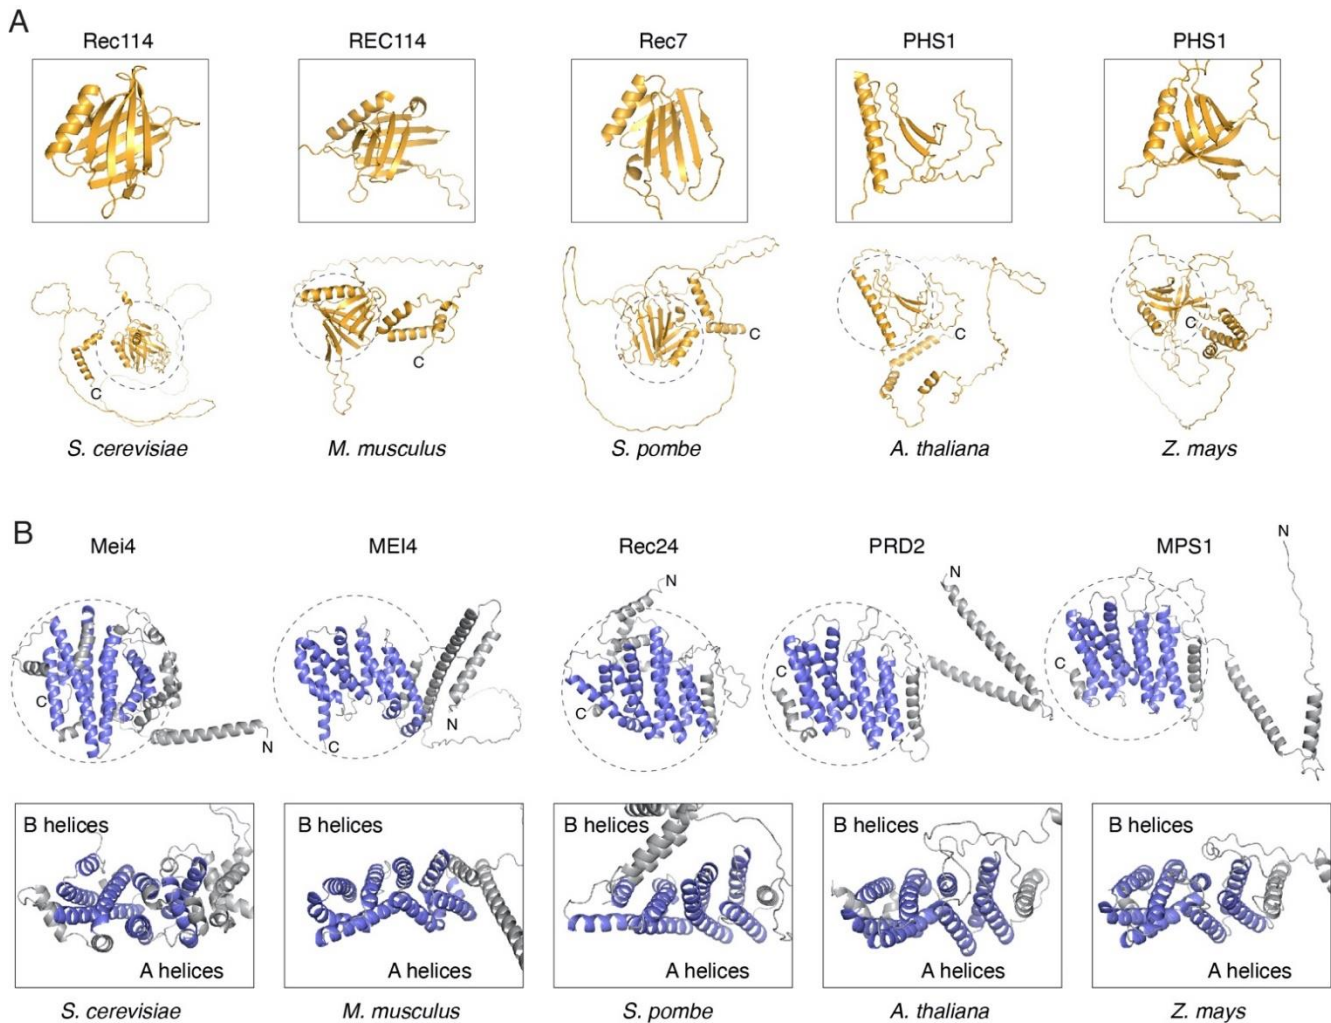 A
Rec114 REC114 Rec7 PHS1 PHS1
C C C C C
S. cerevisiae M. musculus S. pombe A. thaliana Z. mays
B
Mei4 MEI4 Rec24 PRD2 MPS1
N N N N N
C C C C C
B helices B helices B helices B helices B helices
A helices A helices A helices A helices A helices
S. cerevisiae M. musculus S. pombe A. thaliana Z. mays